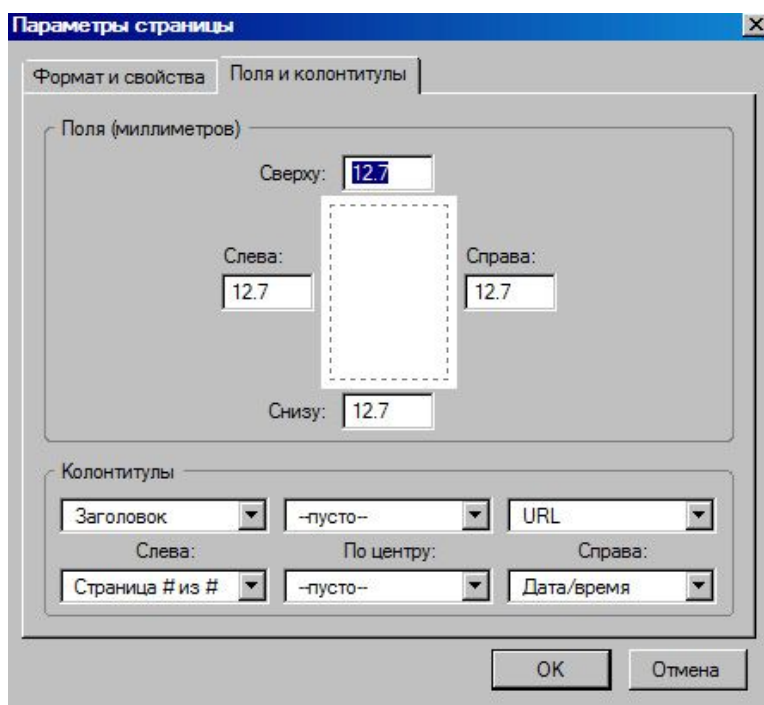 Параметры страницы
Формат и свойства Поля и колонтитулы
Поля (миллиметров)
Сверху: 12.7
Слева: Справа:
12.7 12.7
Снизу: 12.7
Колонтитулы
Заголовок --пусто-- URL
Слева: По центру: Справа:
Страница # из # --пусто-- Дата/время
OK Отмена